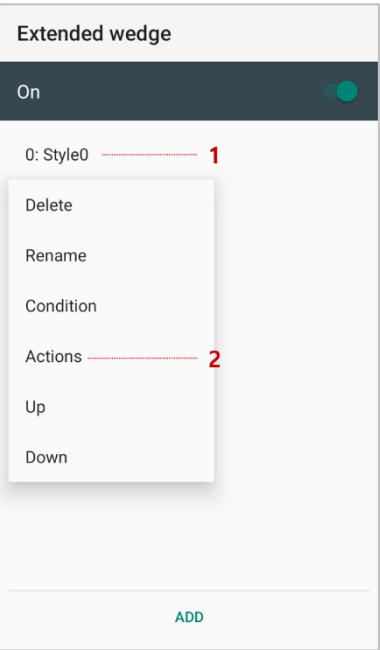 Extended wedge
On
0: Style0 1
Delete
Rename
Condition
Actions 2
Up
Down
ADD